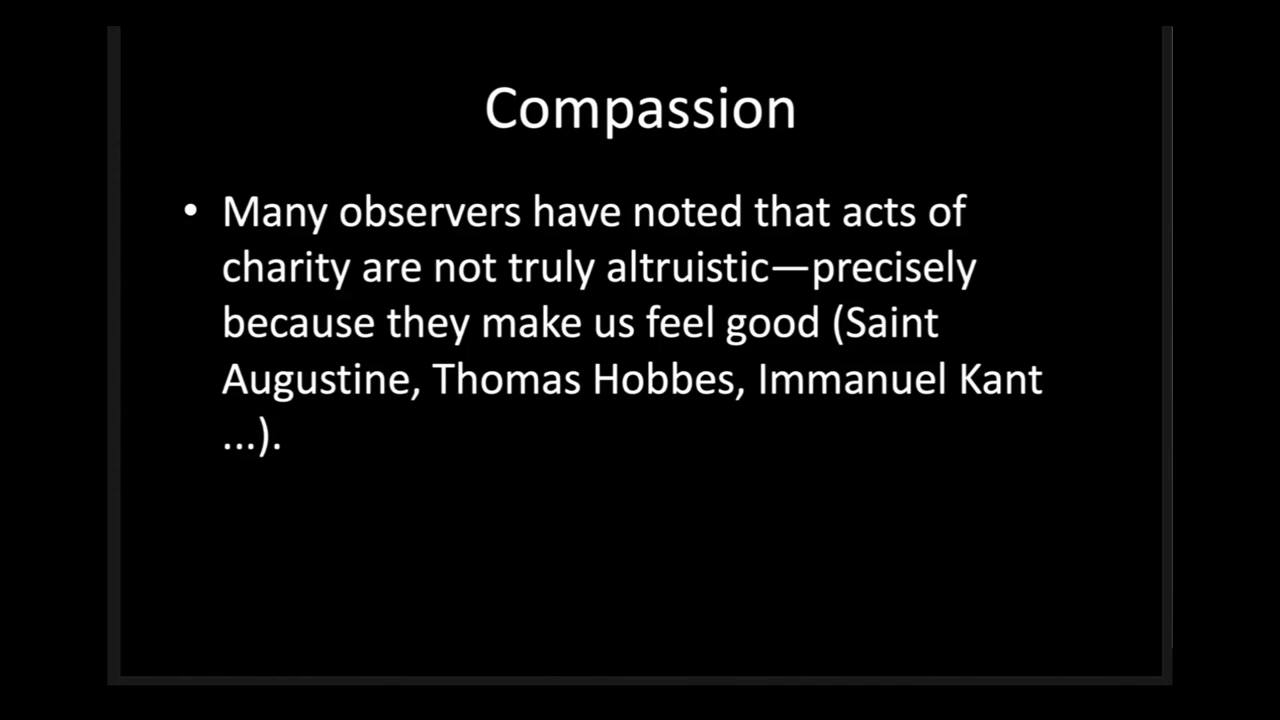 Compassion
• Many observers have noted that acts of
charity are not truly altruistic—precisely
because they make us feel good (Saint
Augustine, Thomas Hobbes, Immanuel Kant
...).